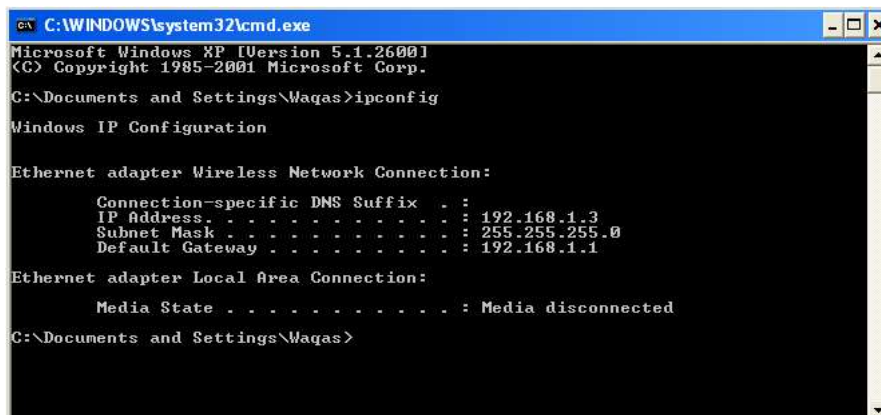 C:\WINDOWS\system32\cmd.exe
Microsoft Windows XP [Version 5.1.2600]
(C) Copyright 1985-2001 Microsoft Corp.
C:\Documents and Settings\Waqas>ipconfig
Windows IP Configuration
Ethernet adapter Wireless Network Connection:
Connection-specific DNS Suffix . :
IP Address. . . . . . . . . . . . : 192.168.1.3
Subnet Mask . . . . . . . . . . . : 255.255.255.0
Default Gateway . . . . . . . . . : 192.168.1.1
Ethernet adapter Local Area Connection:
Media State . . . . . . . . . . . : Media disconnected
C:\Documents and Settings\Waqas>